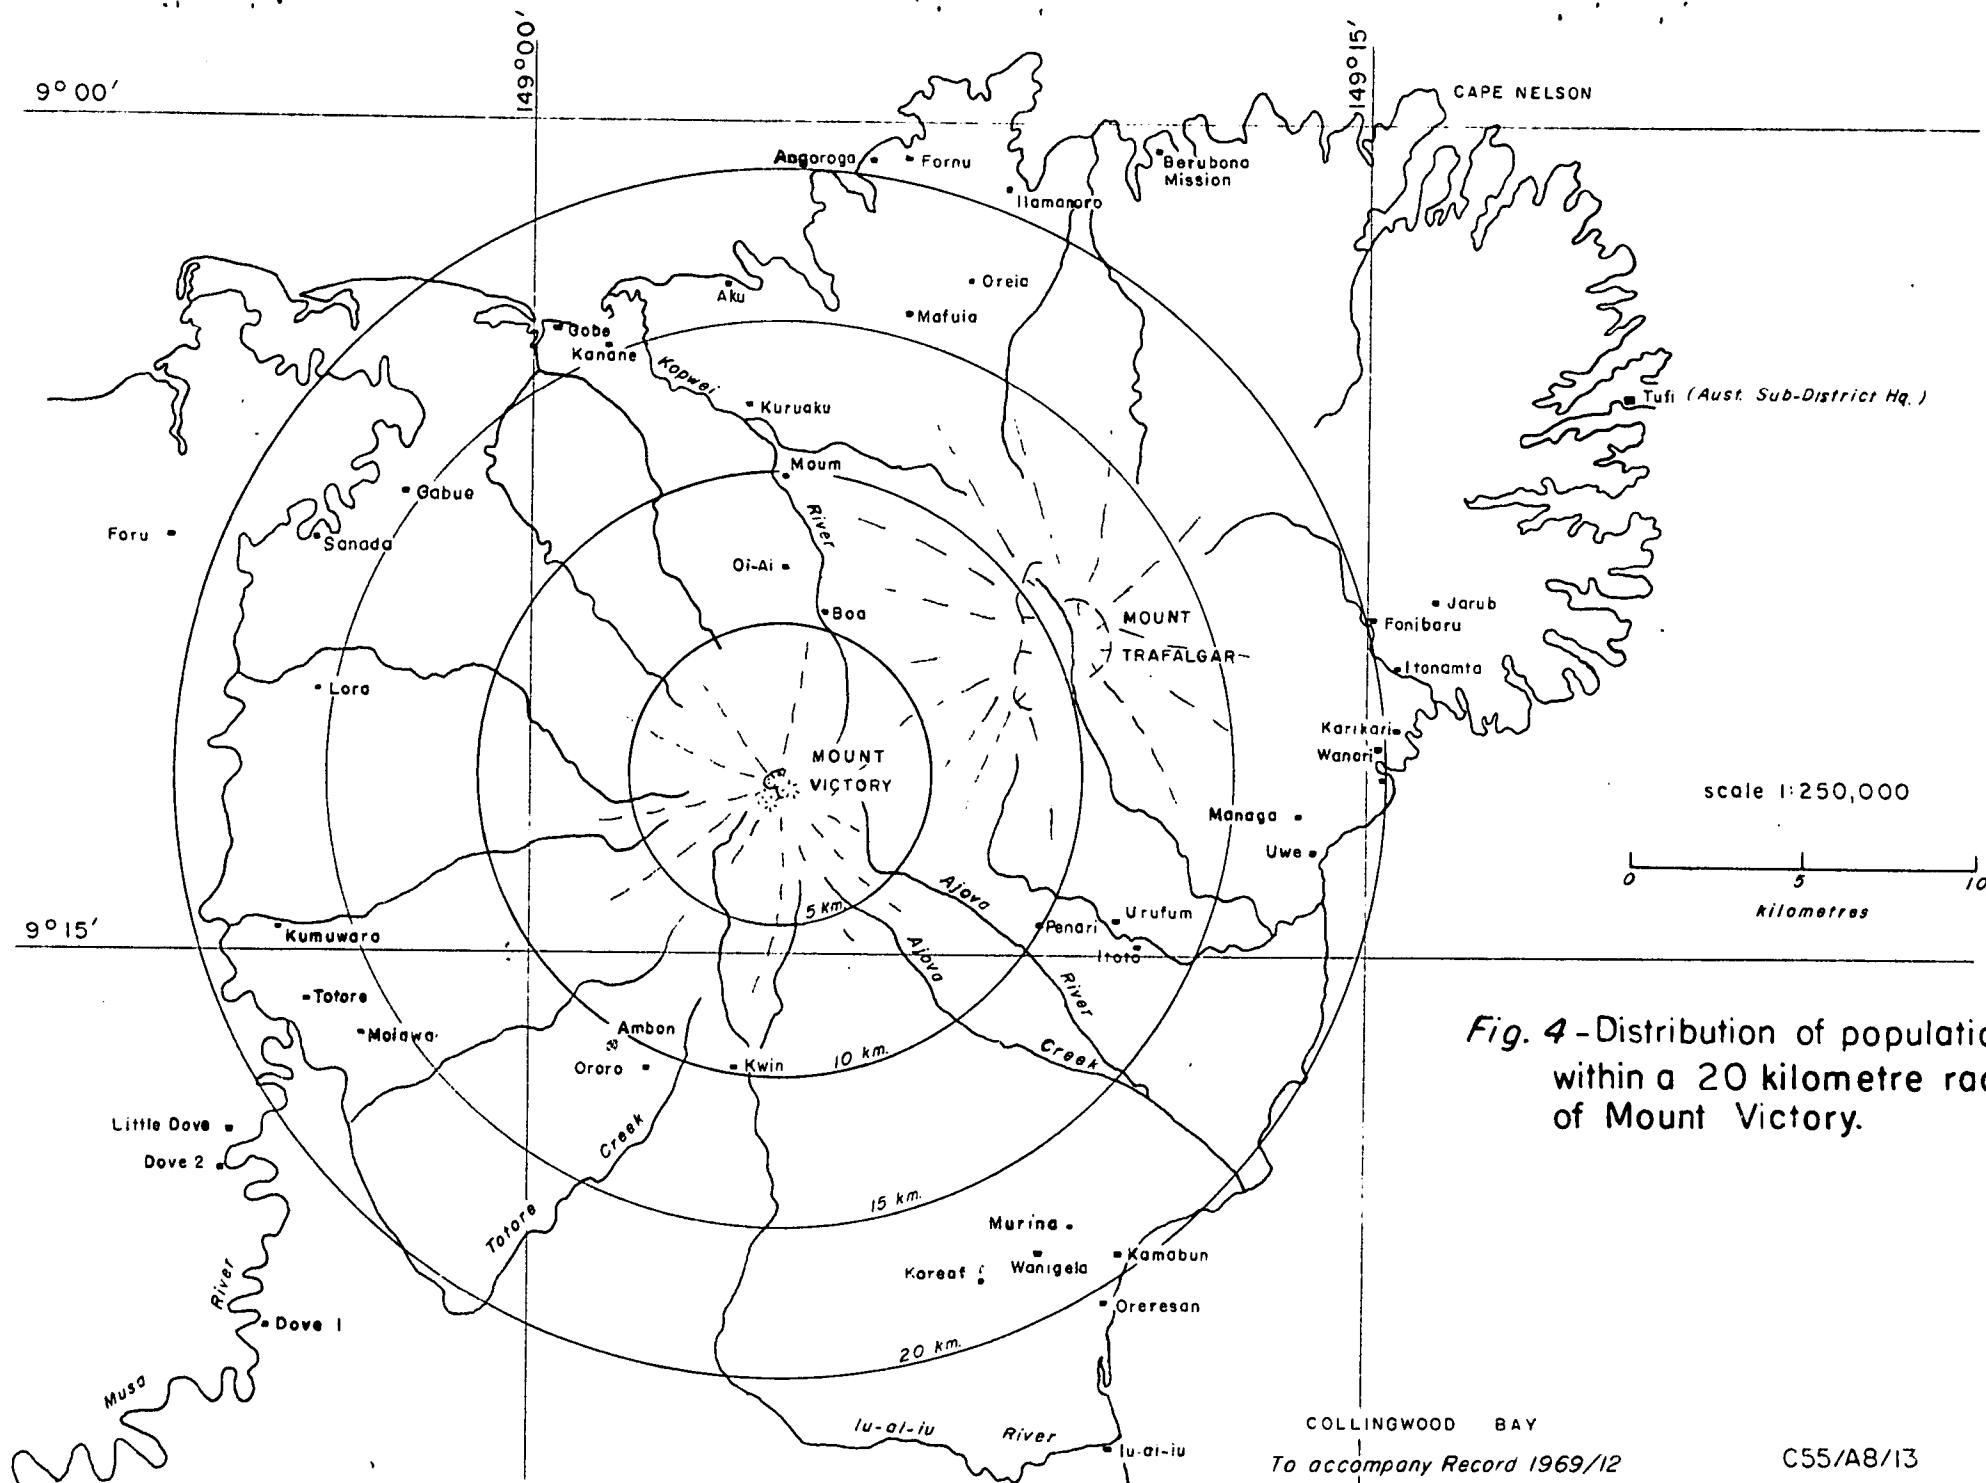 149°00'
149°15'
9°00'
CAPE NELSON
Angoroga
Fornu
Berubona
Mission
Ilamanoro
Oreia
Aku
Mafuia
Gobe
Kanane
Kopwei
Kuruaku
Tufi (Aust. Sub-District Hq.)
Moum
Gabue
River
Foru
Sanada
Oi-Ai
Boa
Jarub
MOUNT
TRAFALGAR
Fonibaru
Itonamta
Lora
Karikari
Wanari
MOUNT
VICTORY
scale 1:250,000
Managa
Uwe
0 5 10
kilometres
Ajova
5 km.
Urufum
Penari
9°15'
Kumuwara
Ajova
Itoto
River
Totore
Moiawa
Ambon
Fig. 4 - Distribution of populatio
within a 20 kilometre rad
of Mount Victory.
Creek
10 km.
Ororo
Kwin
Little Dove
Creek
Dove 2
15 km.
Totore
Murina
Kamabun
Koreaf
Wanigela
River
Oreresan
Dove 1
20 km.
Musa
Iu-ai-iu
River
COLLINGWOOD BAY
Iu-ai-iu
To accompany Record 1969/12
C55/A8/13